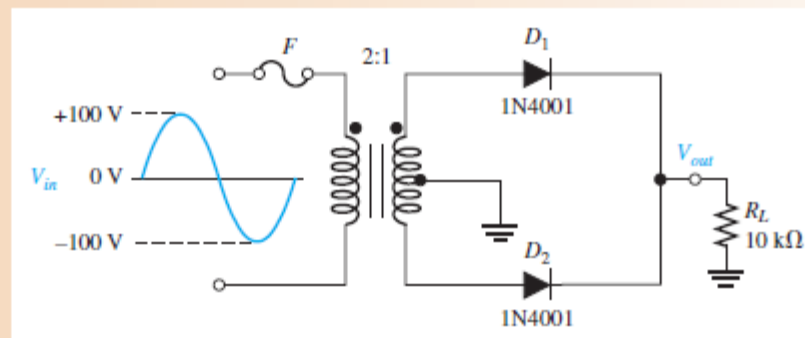 F
2:1
D1
1N4001
+100 V
Vin 0 V
–100 V
Vout
RL
10 kΩ
D2
1N4001